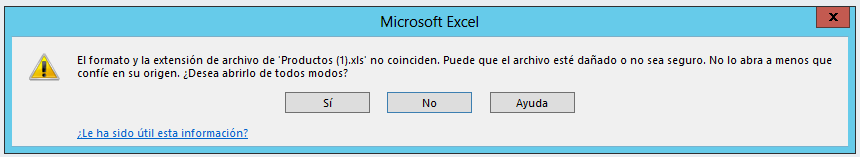 Microsoft Excel
x
El formato y la extensión de archivo de 'Productos (1).xls' no coinciden. Puede que el archivo esté dañado o no sea seguro. No lo abra a menos que
confíe en su origen. ¿Desea abrirlo de todos modos?
Sí No Ayuda
¿Le ha sido útil esta información?